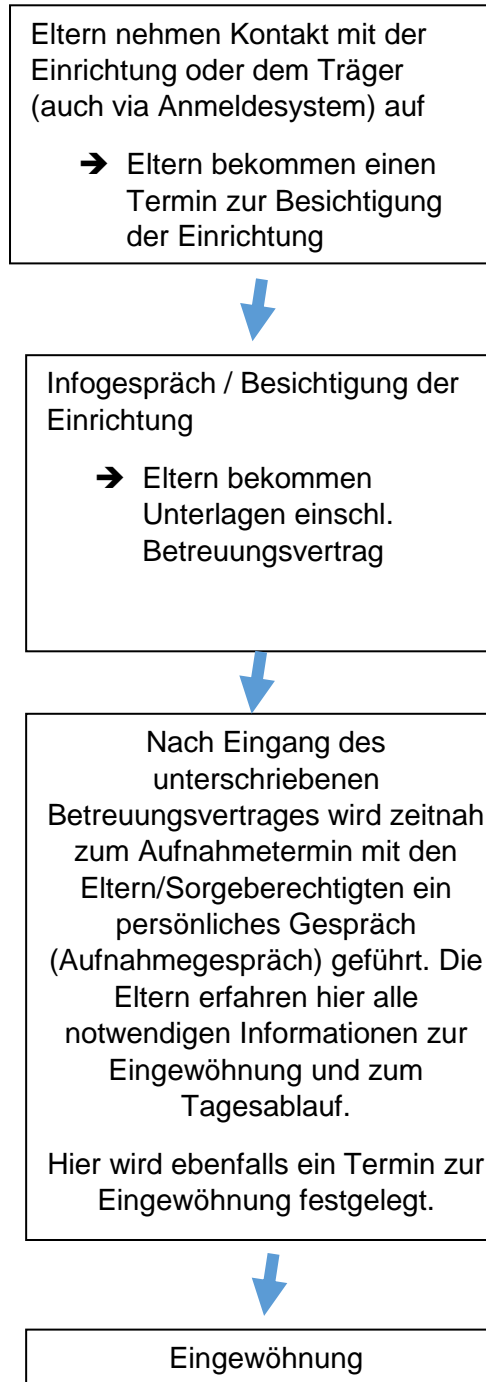 Eltern nehmen Kontakt mit der
Einrichtung oder dem Träger
(auch via Anmeldesystem) auf
➔ Eltern bekommen einen
Termin zur Besichtigung
der Einrichtung
Infogespräch / Besichtigung der
Einrichtung
➔ Eltern bekommen
Unterlagen einschl.
Betreuungsvertrag
Nach Eingang des
unterschriebenen
Betreuungsvertrages wird zeitnah
zum Aufnahmetermin mit den
Eltern/Sorgeberechtigten ein
persönliches Gespräch
(Aufnahmegespräch) geführt. Die
Eltern erfahren hier alle
notwendigen Informationen zur
Eingewöhnung und zum
Tagesablauf.
Hier wird ebenfalls ein Termin zur
Eingewöhnung festgelegt.
Eingewöhnung